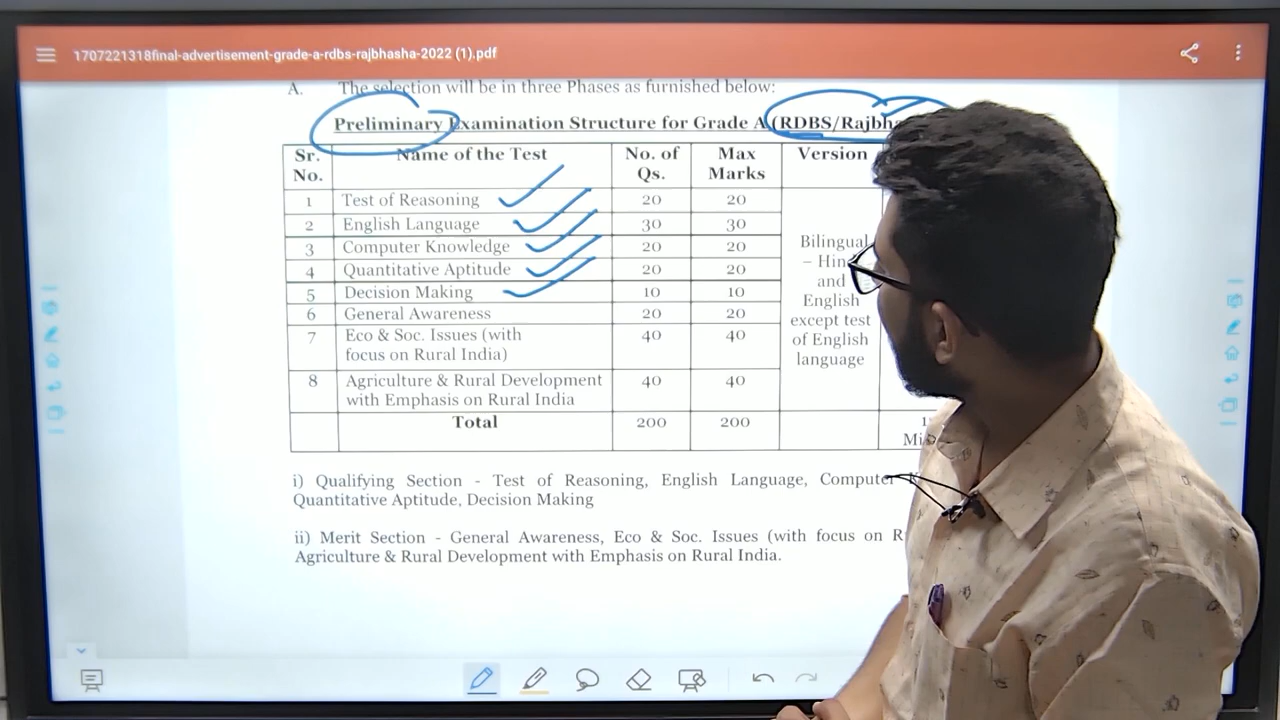 1707221318final-advertisement-grade-a-rdbs-rajbhasha-2022 (1).pdf
A. The selection will be in three Phases as furnished below:
Preliminary Examination Structure for Grade A (RDBS/
Sr. No. Name of the Test No. of Qs. Max Marks Version
1 Test of Reasoning 20 20
2 English Language 30 30
3 Computer Knowledge 20 20
4 Quantitative Aptitude 20 20
5 Decision Making 10 10
6 General Awareness 20 20
7 Eco & Soc. Issues (with focus on Rural India) 40 40
8 Agriculture & Rural Development with Emphasis on Rural India 40 40
Bilingual
–
and
English
except test
of English
language
Total 200 200
i) Qualifying Section - Test of Reasoning, English Language, Computer
Quantitative Aptitude, Decision Making
ii) Merit Section - General Awareness, Eco & Soc. Issues (with focus on
Agriculture & Rural Development with Emphasis on Rural India.